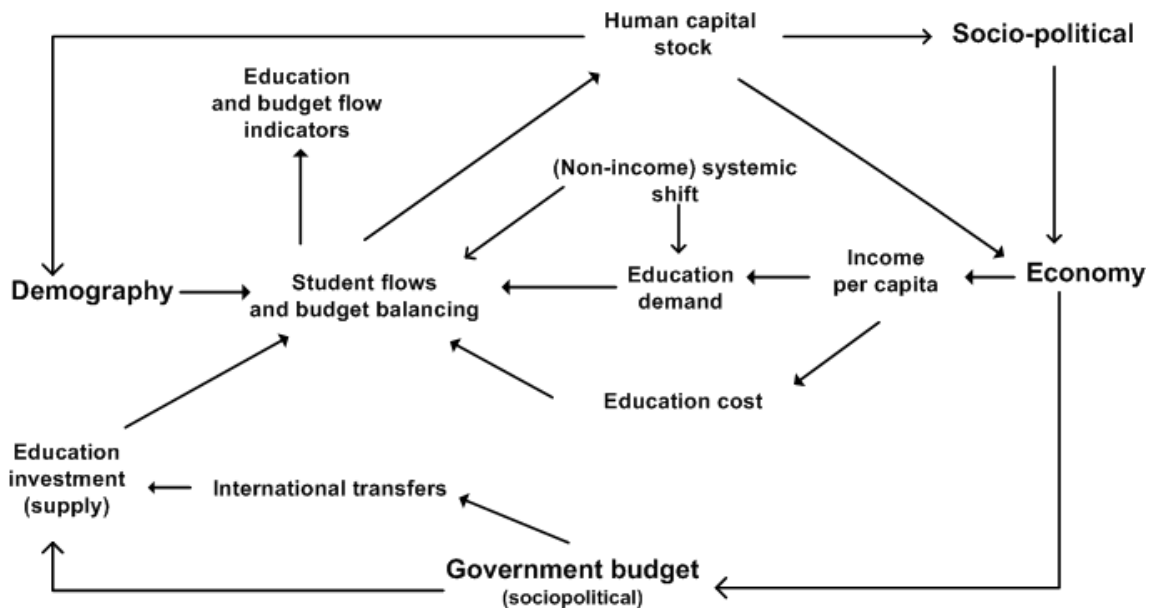 Human capital
stock
Socio-political
Education
and budget flow
indicators
(Non-income) systemic
shift
Demography
Student flows
and budget balancing
Education
demand
Income
per capita
Economy
Education cost
Education
investment
(supply)
International transfers
Government budget
(sociopolitical)